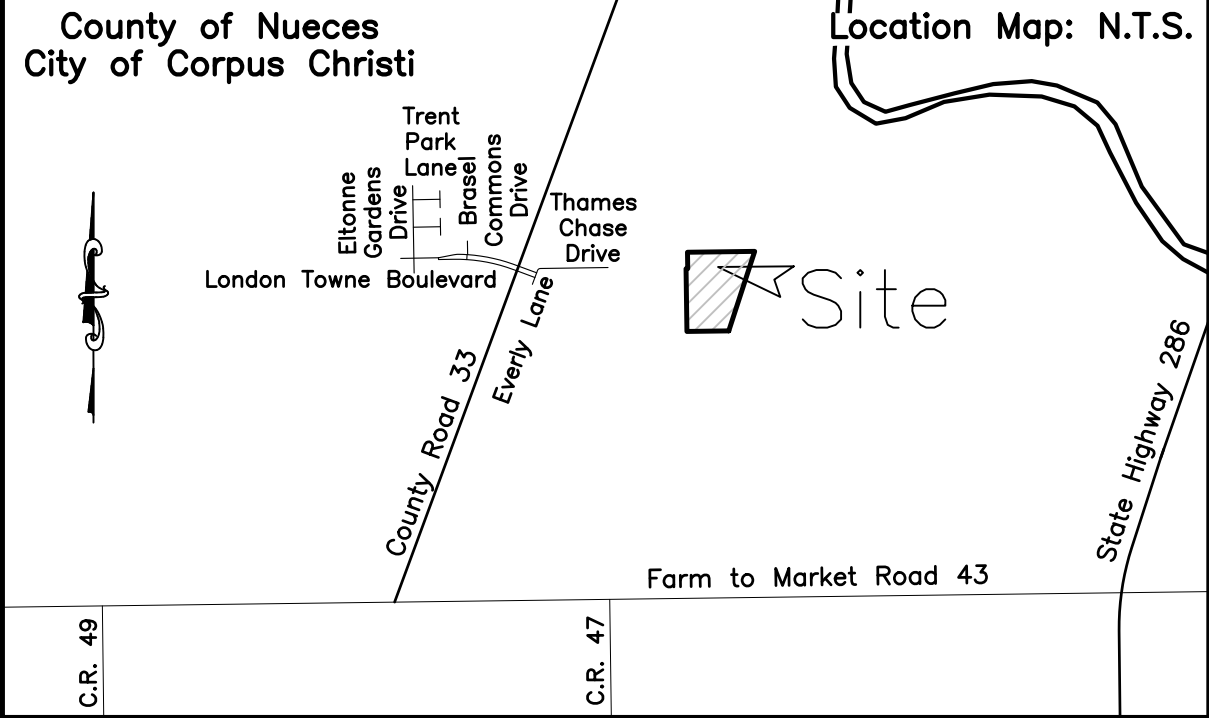 County of Nueces
City of Corpus Christi
Location Map: N.T.S.
Trent
Park
Lane
Eltonne
Gardens
Drive
Brasel
Commons
Drive
Thames
Chase
Drive
London Towne Boulevard
Everly Lane
Site
County Road 33
State Highway 286
Farm to Market Road 43
C.R. 49
C.R. 47